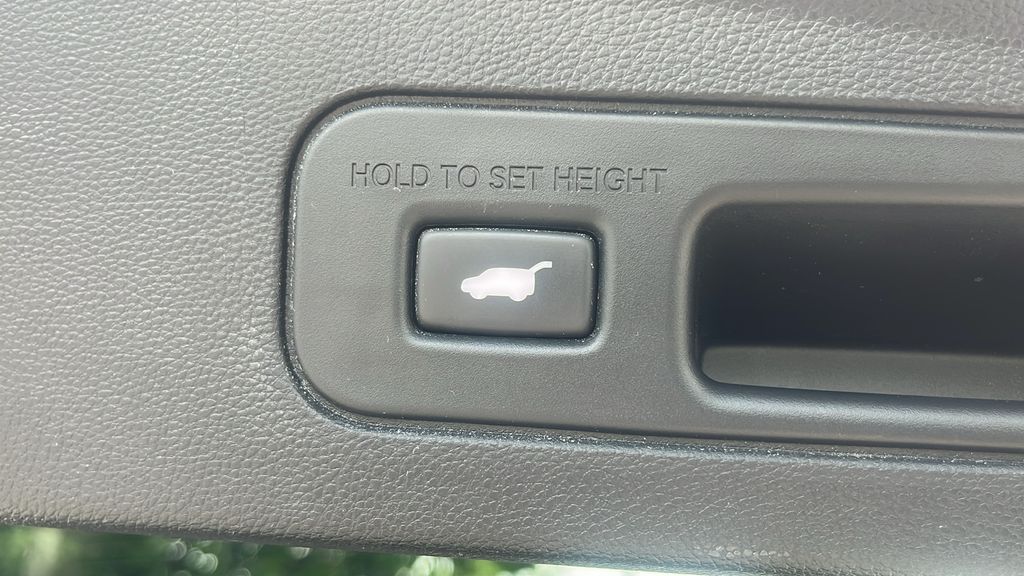 HOLD TO SET HEIGHT